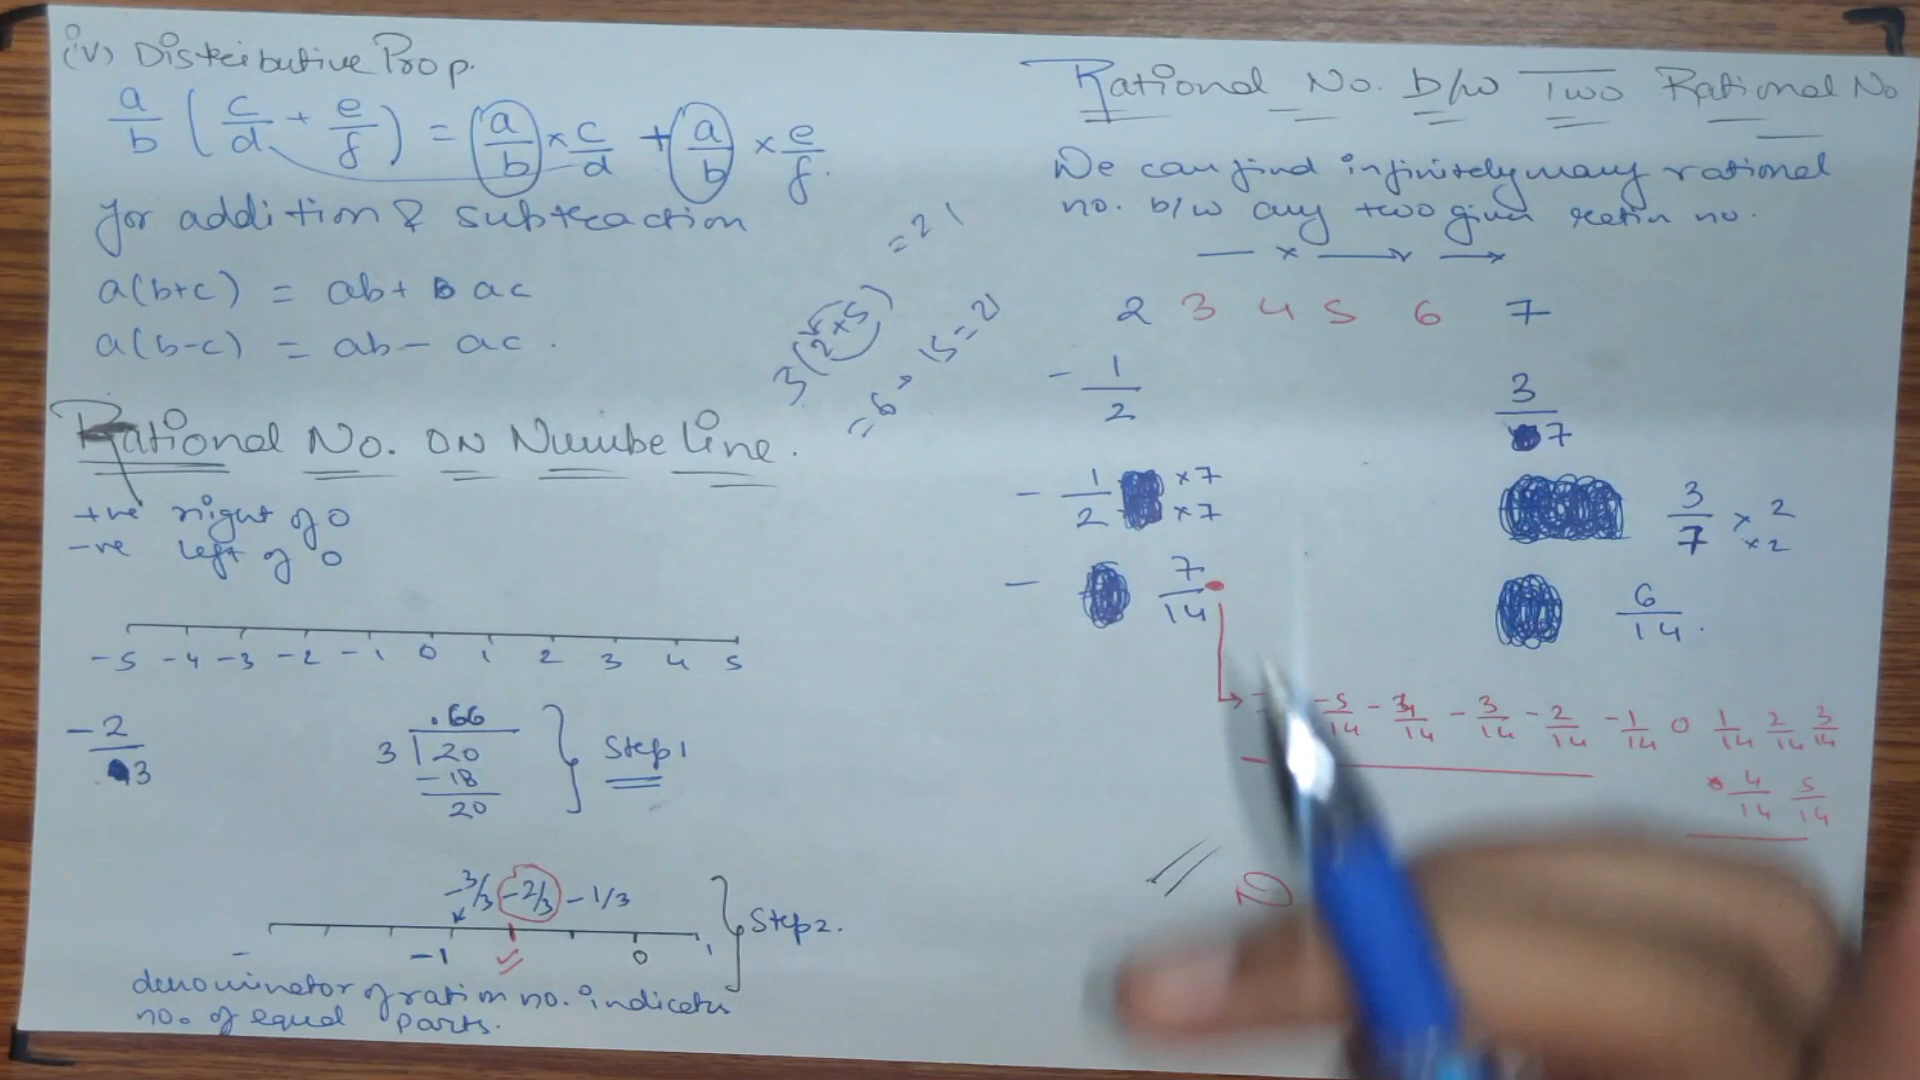 (iv) Distributive Prop.
a/b (c/d + e/f) = a/b × c/d + a/b × e/f.
for addition & subtraction
a(b+c) = ab + ac
a(b-c) = ab - ac.
3(2×5) = 21
Rational No. ON Numbe Line.
+ve right of 0
-ve left of 0
-5 -4 -3 -2 -1 0 1 2 3 4 5
-2/3
.66
3 20
-18
20
Step 1
-3/3 -2/3 -1/3
-1 0 1
Step 2.
denominator of ration no. indicates
no. of equal parts.
Rational No. b/w Two Rational No
We can find infinitely many rational
no. b/w any two given no.
2 3 4 5 6 7
-1/2 3/7
-1/2 ×7/×7 3/7 ×2/×2
-7/14 6/14.
-5/14 - /14 -3/14 -2/14 -1/14 0 1/14 2/14 3/14
4/14 5/14